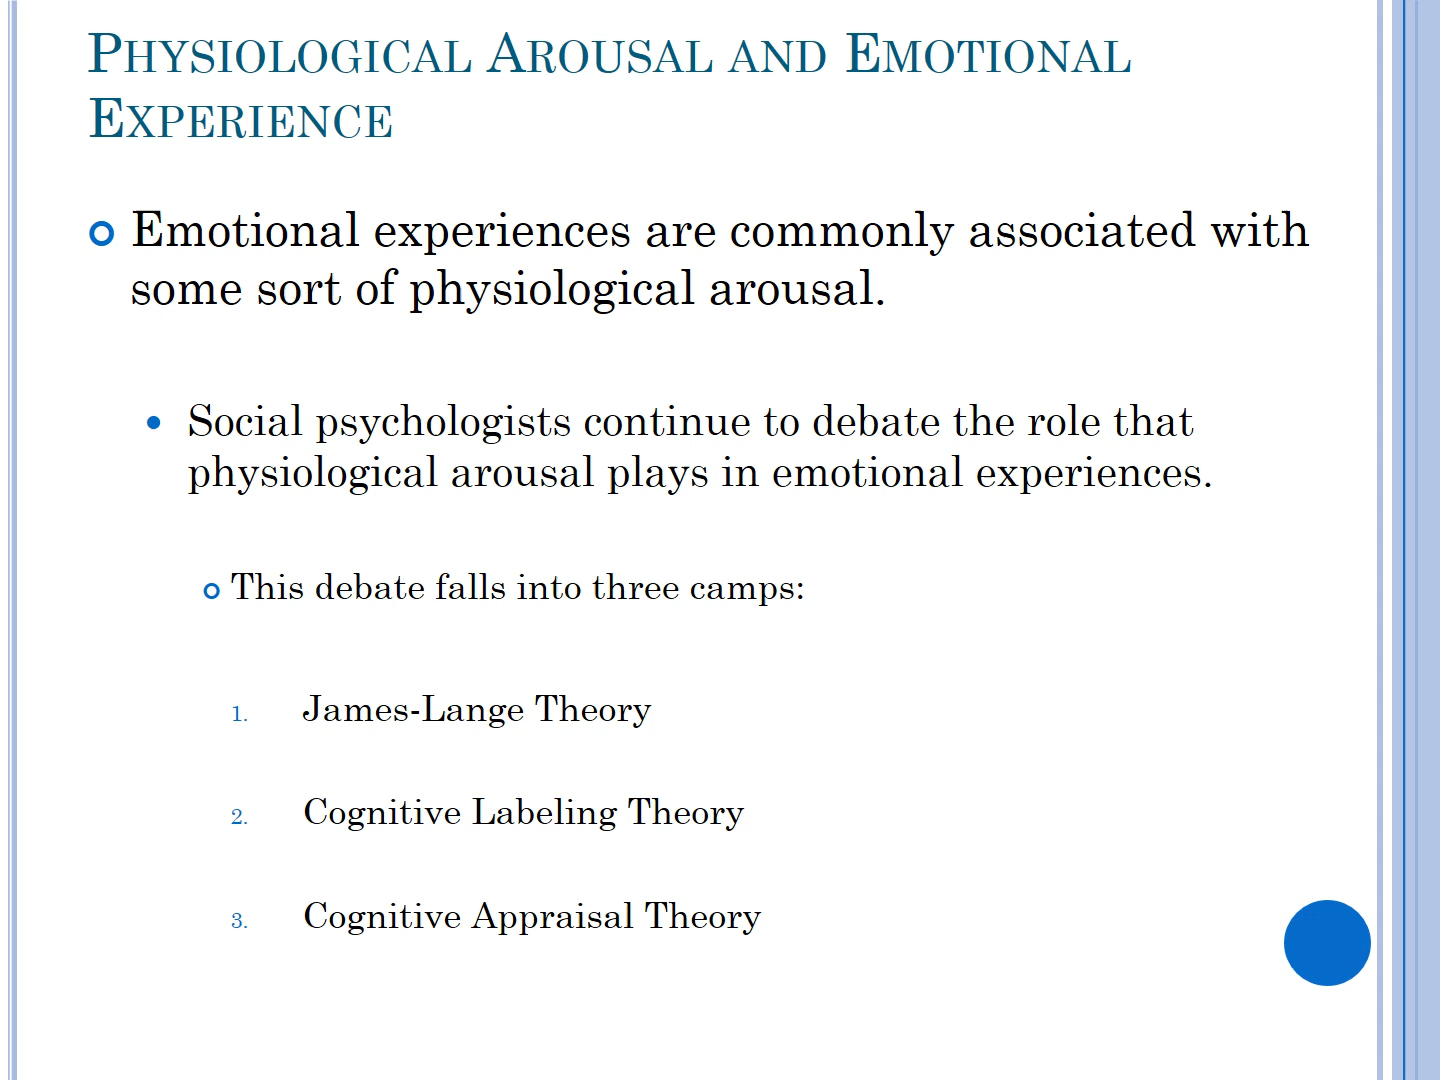 Physiological Arousal and Emotional
Experience
Emotional experiences are commonly associated with
some sort of physiological arousal.
Social psychologists continue to debate the role that
physiological arousal plays in emotional experiences.
This debate falls into three camps:
1. James-Lange Theory
2. Cognitive Labeling Theory
3. Cognitive Appraisal Theory